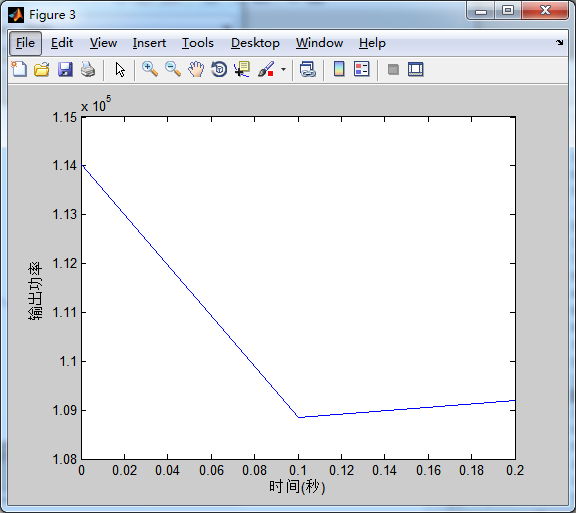 Figure 3
File Edit View Insert Tools Desktop Window Help
x 10^5
1.15
1.14
1.13
1.12
1.11
1.1
1.09
1.08
输出功率
0 0.02 0.04 0.06 0.08 0.1 0.12 0.14 0.16 0.18 0.2
时间(秒)